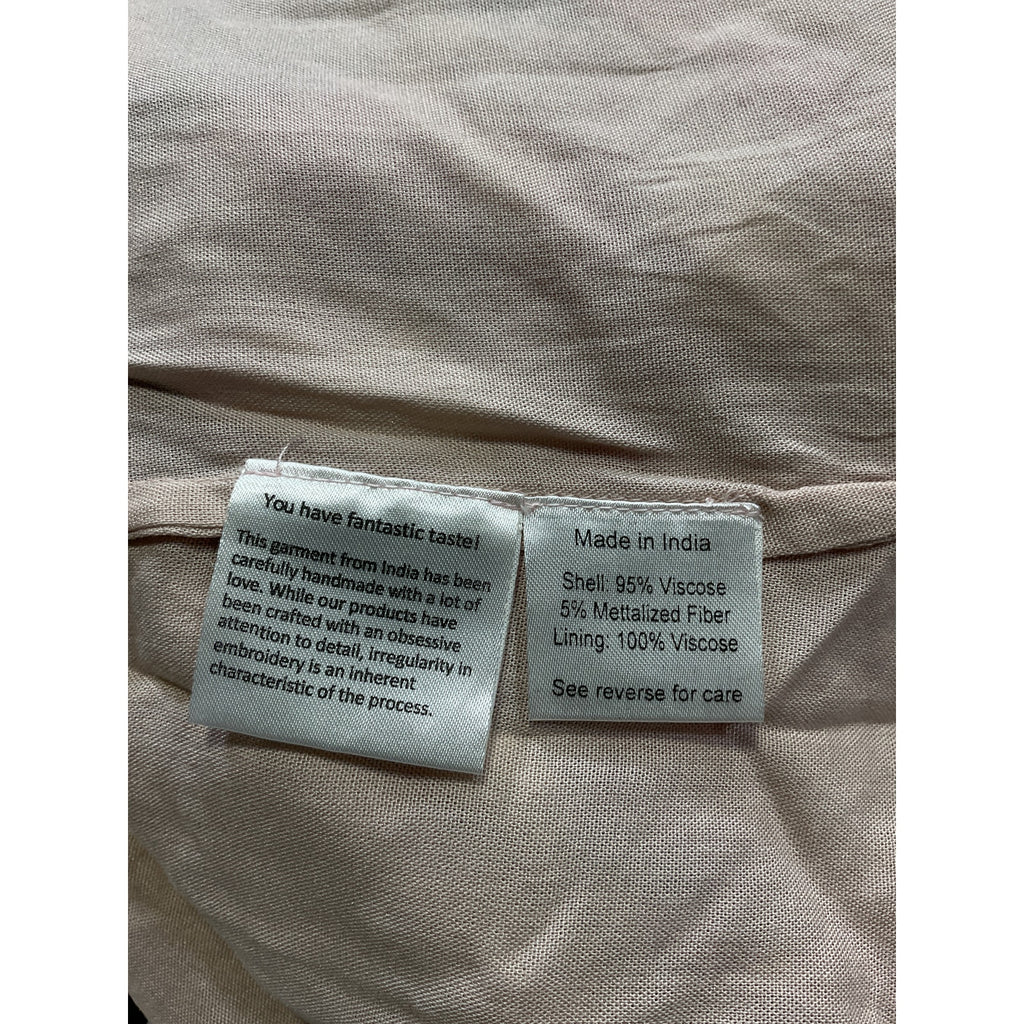 You have fantastic taste!
This garment from India has been
carefully handmade with a lot of
love. While our products have
been crafted with an obsessive
attention to detail, irregularity in
embroidery is an inherent
characteristic of the process.
Made in India
Shell: 95% Viscose
5% Mettalized Fiber
Lining: 100% Viscose
See reverse for care